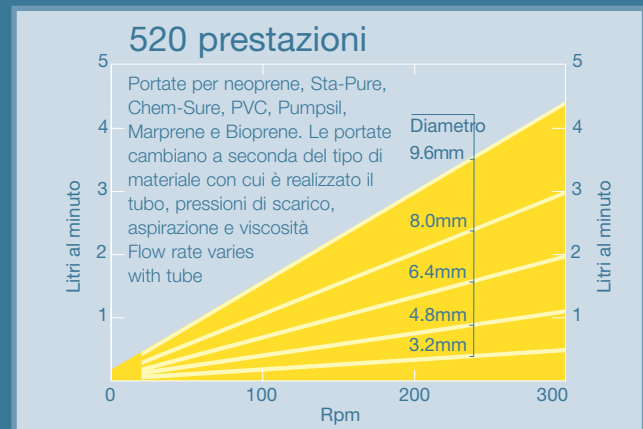 520 prestazioni
Portate per neoprene, Sta-Pure,
Chem-Sure, PVC, Pumpsil,
Marprene e Bioprene. Le portate
cambiano a seconda del tipo di
materiale con cui è realizzato il
tubo, pressioni di scarico,
aspirazione e viscosità
Flow rate varies
with tube
Diametro
9.6mm
8.0mm
6.4mm
4.8mm
3.2mm
Litri al minuto
5
4
3
2
1
0
100
200
300
Rpm
5
4
3
2
1
Litri al minuto